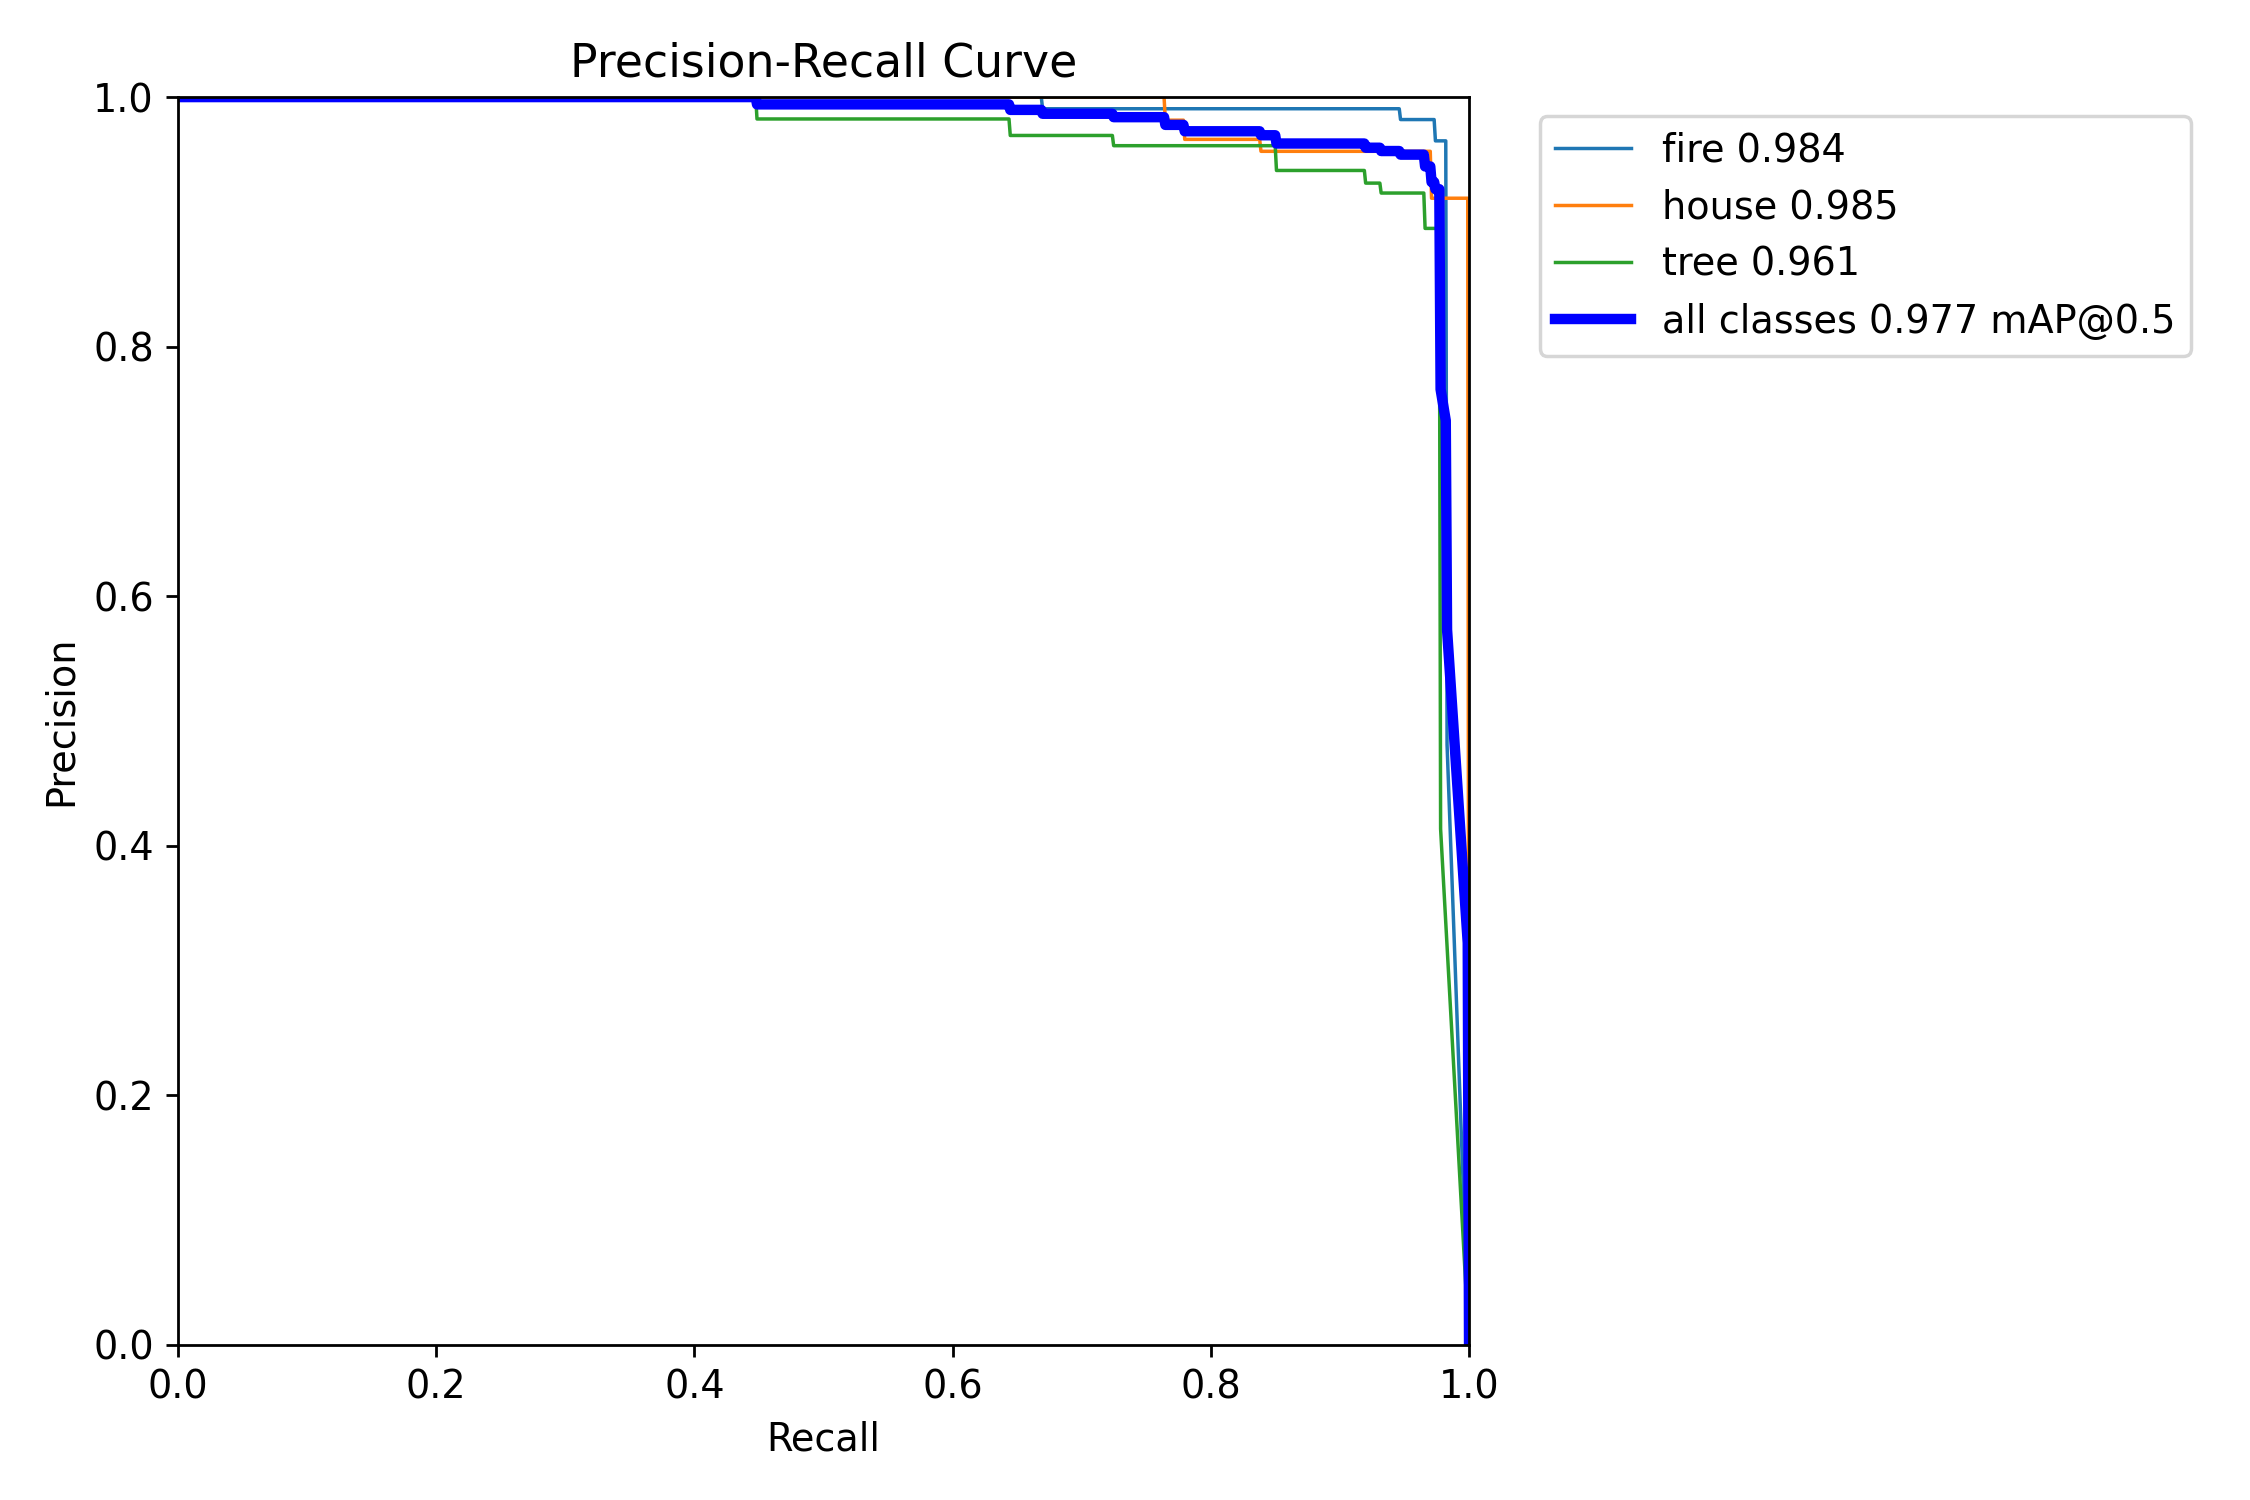 Precision-Recall Curve
1.0
0.8
0.6
0.4
0.2
0.0
Precision
0.0 0.2 0.4 0.6 0.8 1.0
Recall
fire 0.984
house 0.985
tree 0.961
all classes 0.977 mAP@0.5